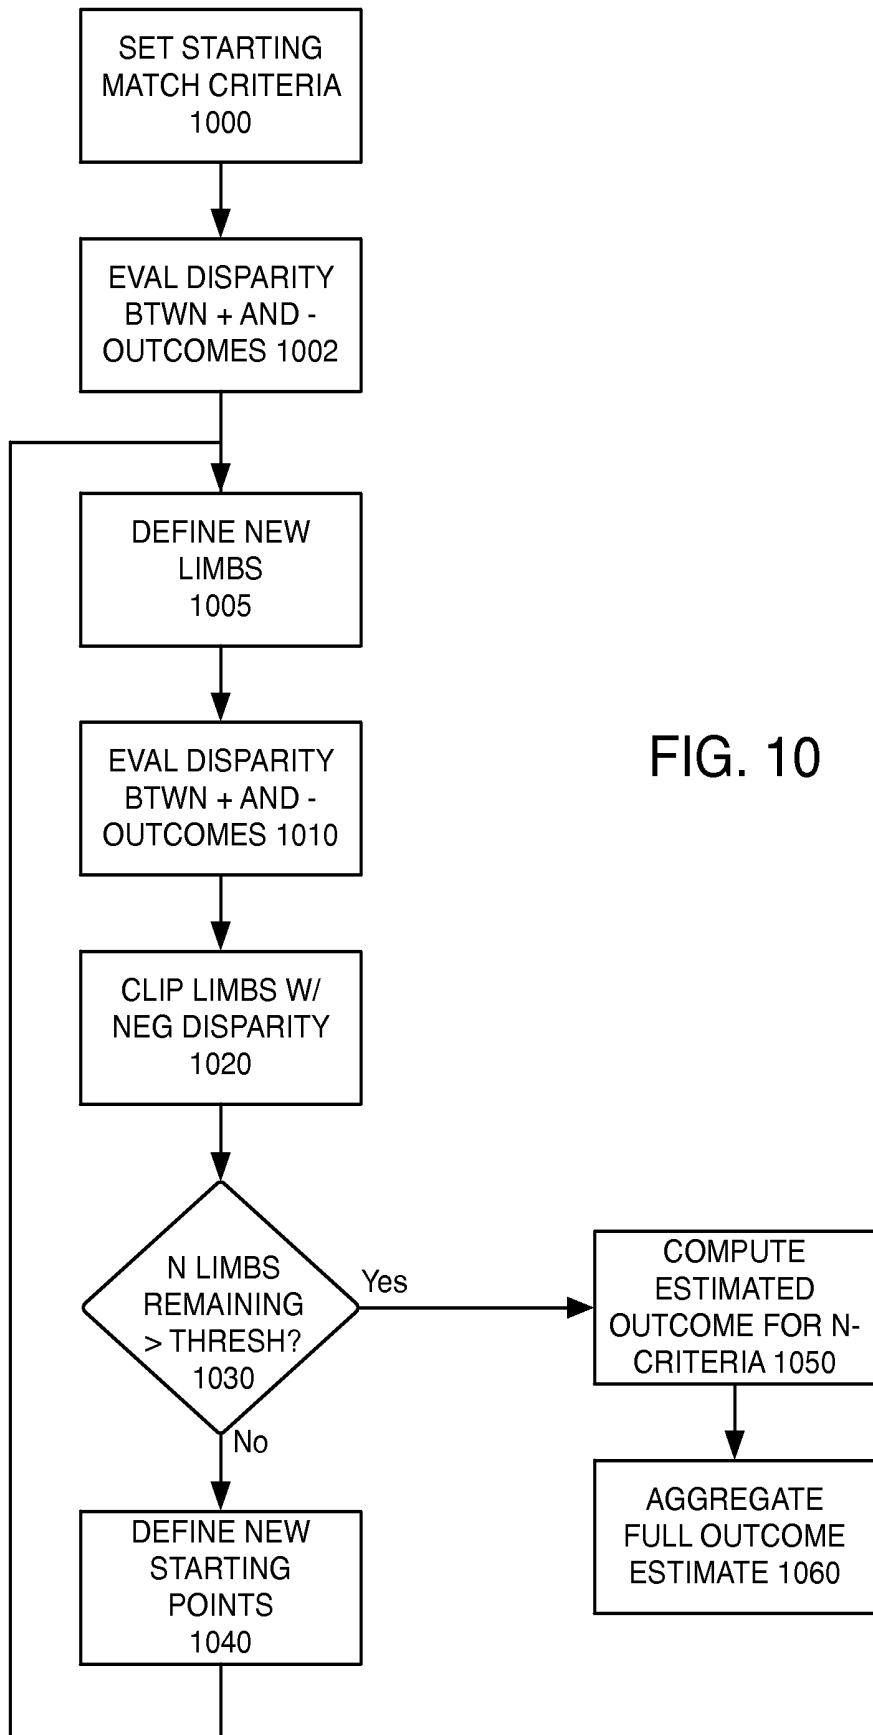 SET STARTING
MATCH CRITERIA
1000
EVAL DISPARITY
BTWN + AND -
OUTCOMES 1002
DEFINE NEW
LIMBS
1005
EVAL DISPARITY
BTWN + AND -
OUTCOMES 1010
FIG. 10
CLIP LIMBS W/
NEG DISPARITY
1020
N LIMBS
REMAINING
> THRESH?
1030
Yes
No
COMPUTE
ESTIMATED
OUTCOME FOR N-
CRITERIA 1050
DEFINE NEW
STARTING
POINTS
1040
AGGREGATE
FULL OUTCOME
ESTIMATE 1060